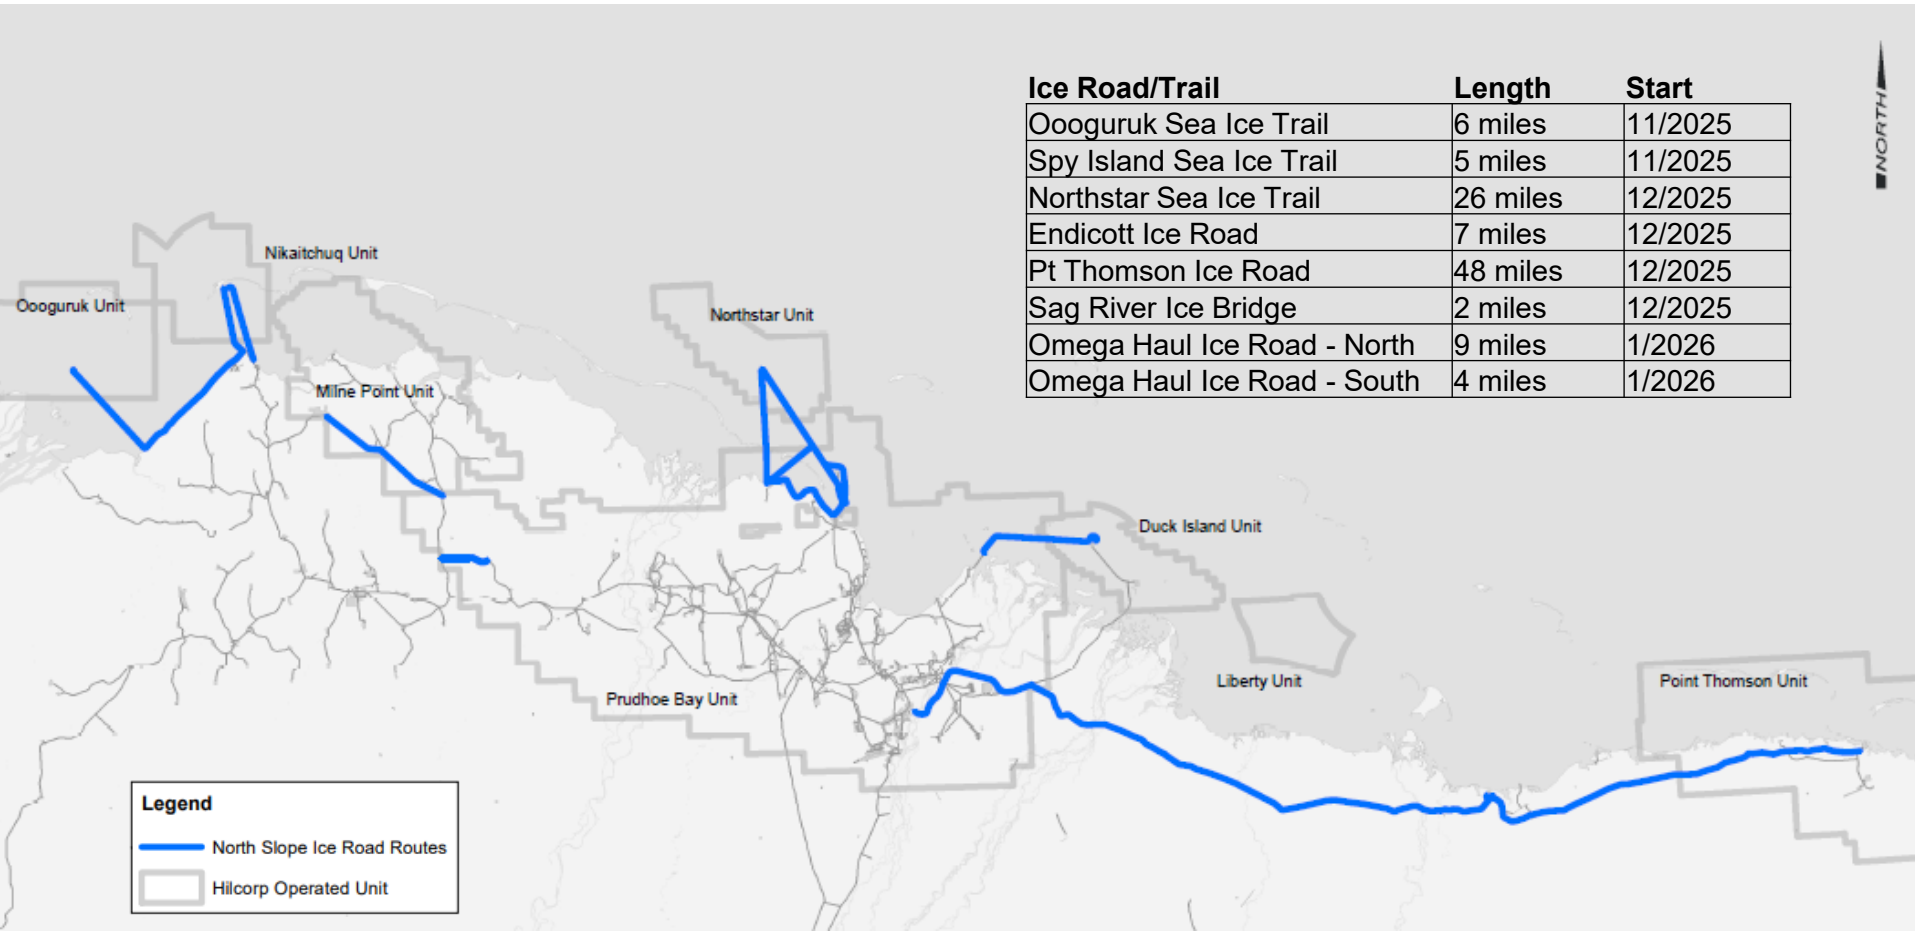 Ice Road/Trail Length Start
Oooguruk Sea Ice Trail 6 miles 11/2025
Spy Island Sea Ice Trail 5 miles 11/2025
Northstar Sea Ice Trail 26 miles 12/2025
Endicott Ice Road 7 miles 12/2025
Pt Thomson Ice Road 48 miles 12/2025
Sag River Ice Bridge 2 miles 12/2025
Omega Haul Ice Road - North 9 miles 1/2026
Omega Haul Ice Road - South 4 miles 1/2026
NORTH
Nikaitchuq Unit
Oooguruk Unit
Northstar Unit
Milne Point Unit
Duck Island Unit
Liberty Unit
Point Thomson Unit
Prudhoe Bay Unit
Legend
North Slope Ice Road Routes
Hilcorp Operated Unit